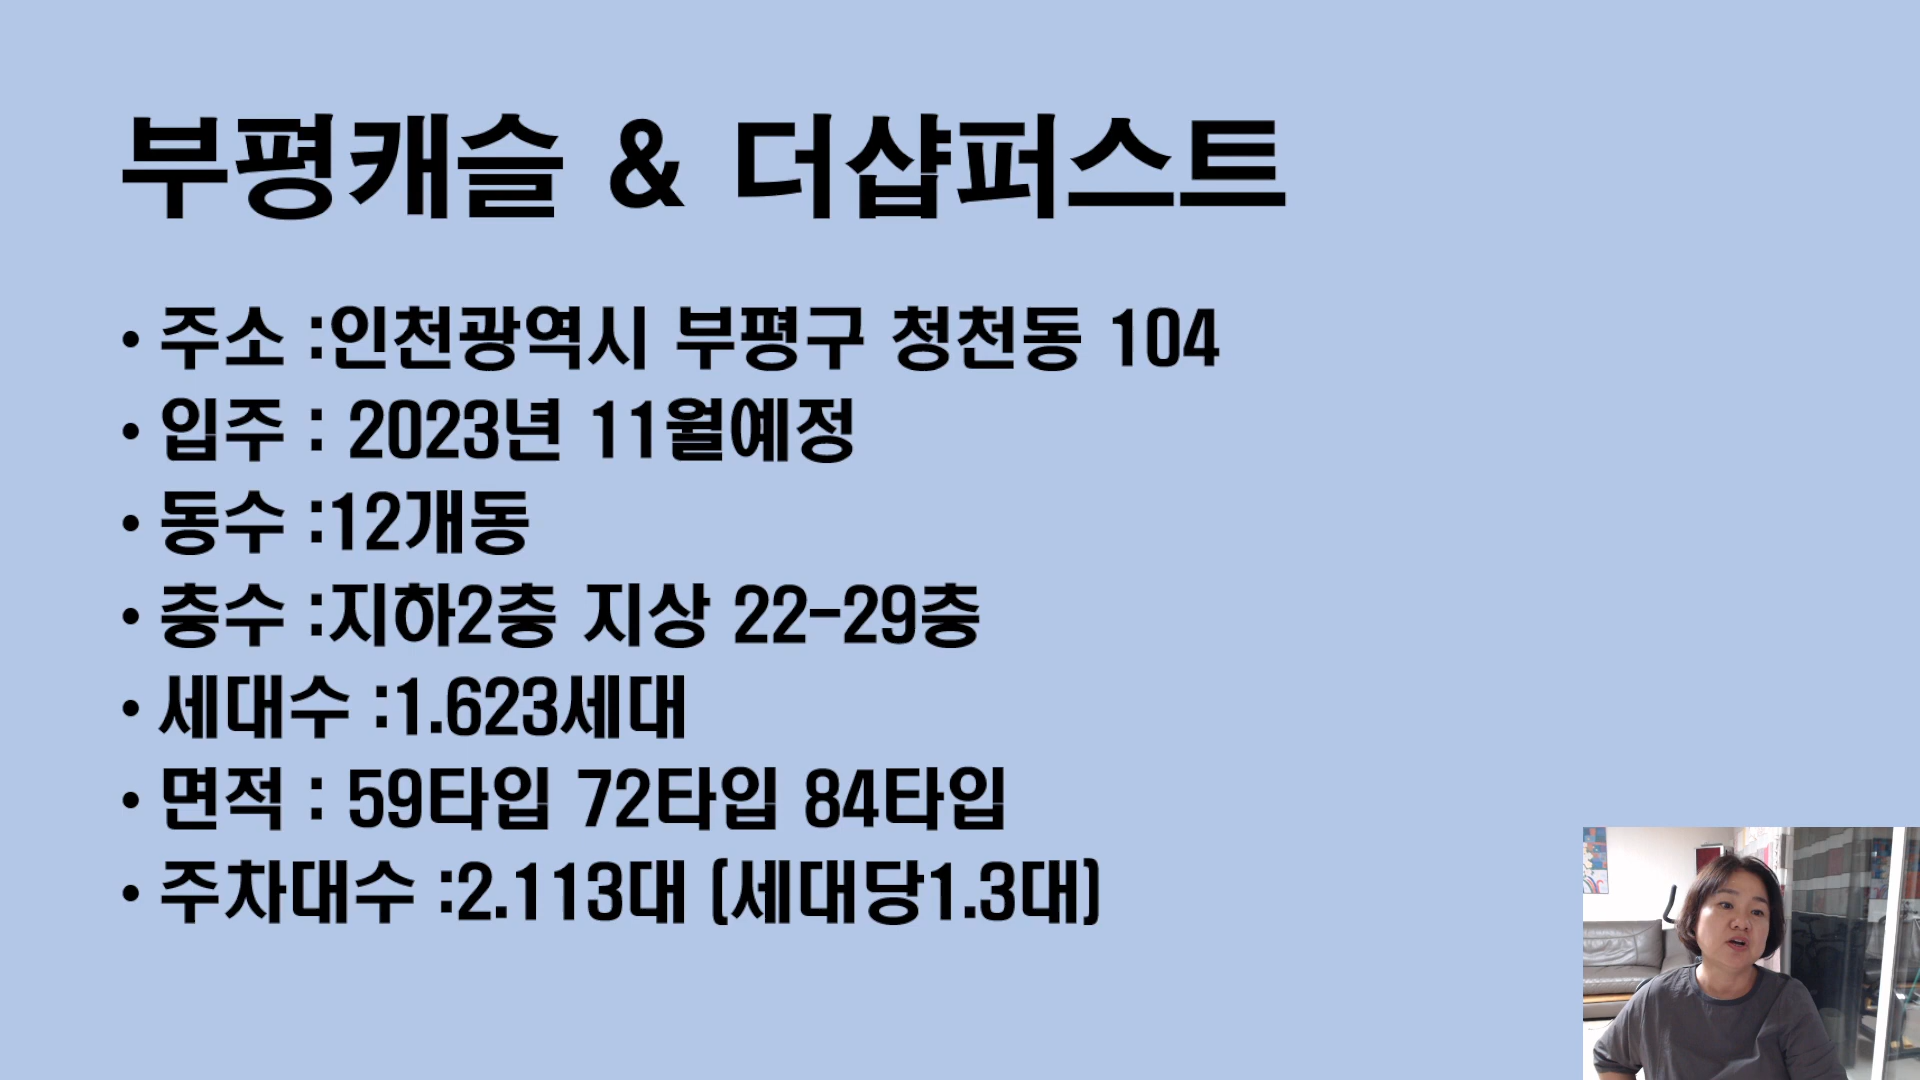 부평캐슬 & 더샵퍼스트
• 주소 :인천광역시 부평구 청천동 104
• 입주 : 2023년 11월예정
• 동수 :12개동
• 층수 :지하2층 지상 22-29층
• 세대수 :1.623세대
• 면적 : 59타입 72타입 84타입
• 주차대수 :2.113대 (세대당1.3대)